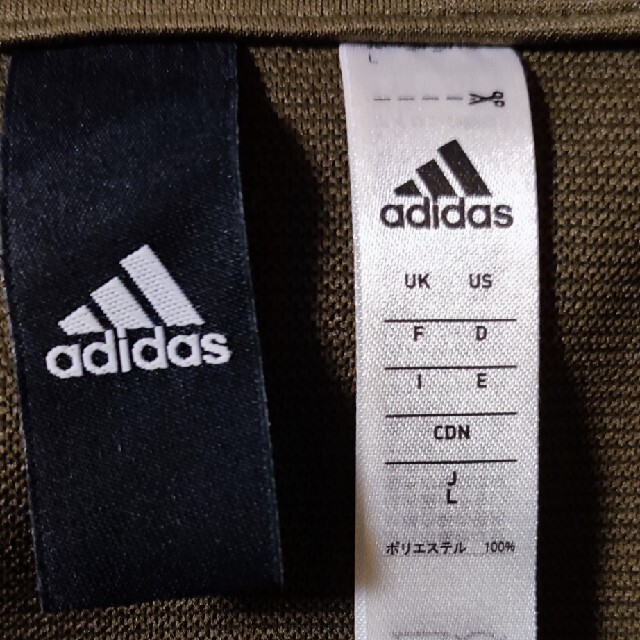 adidas
L
adidas
UK US
F D
I E
CDN
J
L
ポリエステル 100%